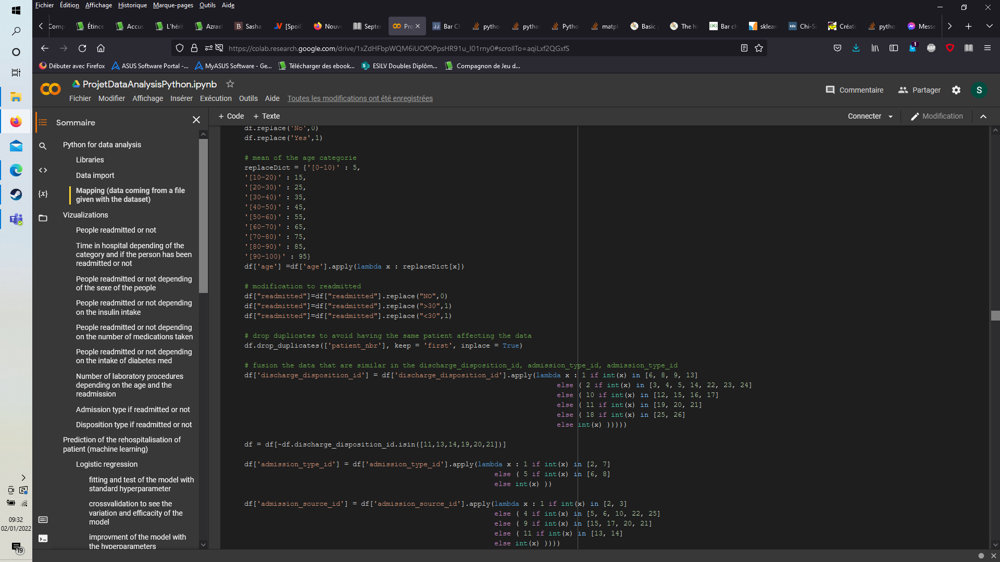 Fichier Édition Affichage Historique Marque-pages Outils Aide
Comp Étince Accus L'hérit Azrael Sasha [Spoil Nouve Septer Pro Bar Ch pytho pytho Pytho matpl Basic The hi Bar ch sklear Chi-S Créati pytho Messe
https://colab.research.google.com/drive/1xZdHFbpWQM6iUOfOPpsHR91u_I01rny0#scrollTo=aqiLxf2QGxfS
Débuter avec Firefox ASUS Software Portal -... MyASUS Software - Ge... Télécharger des ebook... ESILV Doubles Diplôm... Compagnon de Jeu d...
ProjetDataAnalysisPython.ipynb
Fichier Modifier Affichage Insérer Exécution Outils Aide Toutes les modifications ont été enregistrées
Commentaire Partager S
+ Code + Texte
Connecter Modification
Sommaire
Python for data analysis
Libraries
Data import
Mapping (data coming from a file
given with the dataset)
Vizualizations
People readmitted or not
Time in hospital depending of the
category and if the person has been
readmitted or not
People readmitted or not depending
of the sexe of the people
People readmitted or not depending
on the insulin intake
People readmitted or not depending
on the number of medications taken
People readmitted or not depending
on the intake of diabetes med
Number of laboratory procedures
depending on the age and the
readmission
Admission type if readmitted or not
Disposition type if readmitted or not
Prediction of the rehospitalisation of
patient (machine learning)
Logistic regression
fitting and test of the model with
standard hyperparameter
crossvalidation to see the
variation and efficacity of the
model
improvment of the model with
the hyperparameters
df.replace('No',0)
df.replace('Yes',1)
# mean of the age categorie
replaceDict = {'[0-10)' : 5,
'[10-20)' : 15,
'[20-30)' : 25,
'[30-40)' : 35,
'[40-50)' : 45,
'[50-60)' : 55,
'[60-70)' : 65,
'[70-80)' : 75,
'[80-90)' : 85,
'[90-100)' : 95}
df['age'] =df['age'].apply(lambda x : replaceDict[x])
# modification to readmitted
df["readmitted"]=df["readmitted"].replace("NO",0)
df["readmitted"]=df["readmitted"].replace(">30",1)
df["readmitted"]=df["readmitted"].replace("<30",1)
# drop duplicates to avoid having the same patient affecting the data
df.drop_duplicates(['patient_nbr'], keep = 'first', inplace = True)
# fusion the data that are similar in the discharge_disposition_id, admission_type_id, admission_type_id
df['discharge_disposition_id'] = df['discharge_disposition_id'].apply(lambda x : 1 if int(x) in [6, 8, 9, 13]
else ( 2 if int(x) in [3, 4, 5, 14, 22, 23, 24]
else ( 10 if int(x) in [12, 15, 16, 17]
else ( 11 if int(x) in [19, 20, 21]
else ( 18 if int(x) in [25, 26]
else int(x) )))))
df = df[~df.discharge_disposition_id.isin([11,13,14,19,20,21])]
df['admission_type_id'] = df['admission_type_id'].apply(lambda x : 1 if int(x) in [2, 7]
else ( 5 if int(x) in [6, 8]
else int(x) ))
df['admission_source_id'] = df['admission_source_id'].apply(lambda x : 1 if int(x) in [2, 3]
else ( 4 if int(x) in [5, 6, 10, 22, 25]
else ( 9 if int(x) in [15, 17, 20, 21]
else ( 11 if int(x) in [13, 14]
else int(x) ))))
09:32
02/01/2022
19